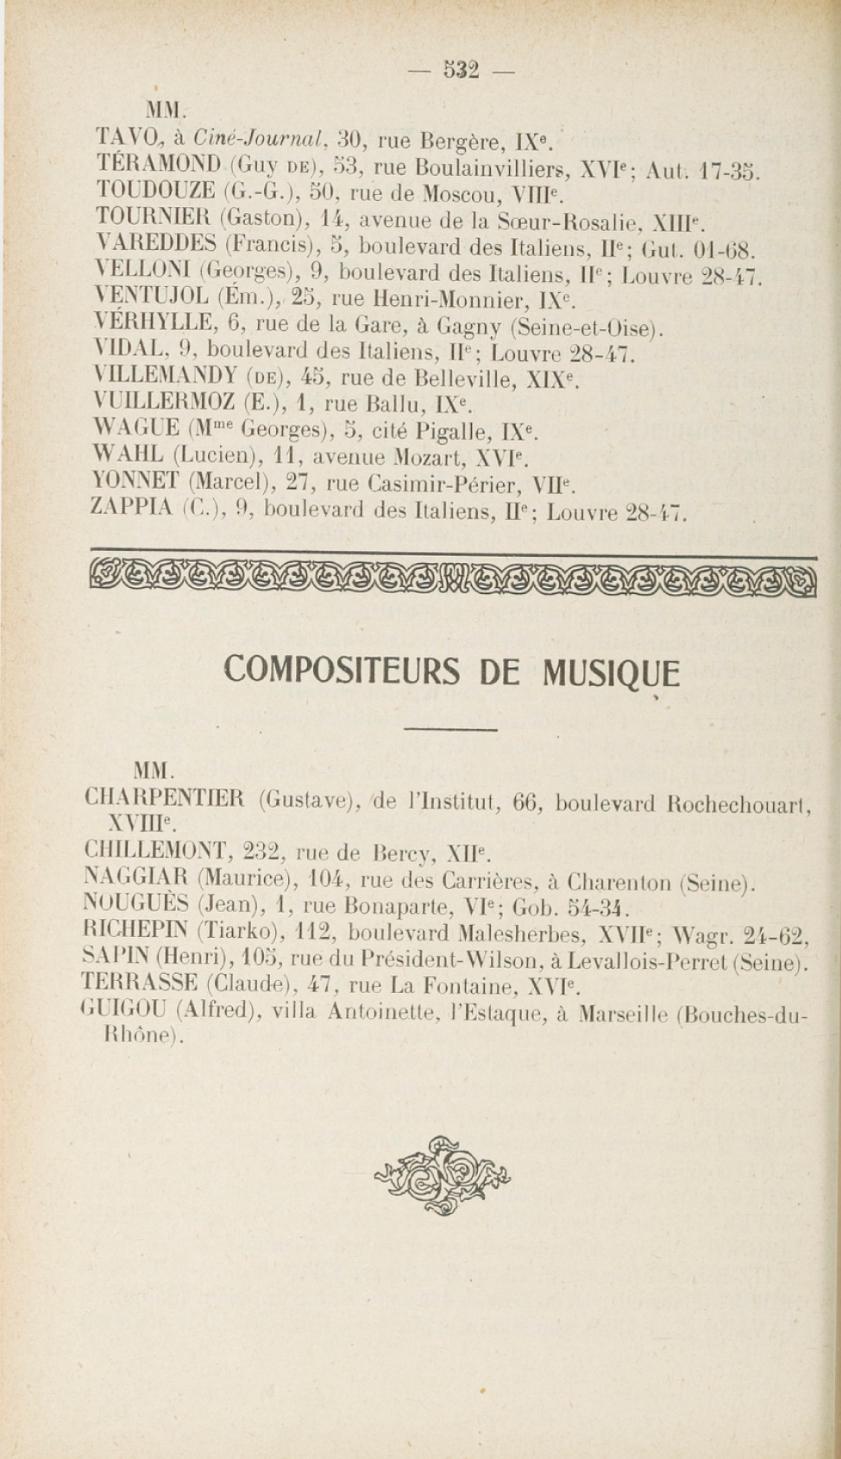 — 532 —
MM.
TAVO, à Ciné-Journal, 30, rue Bergère, IXe.
TÉRAMOND (Guy DE), 53, rue Boulainvilliers, XVIe; Aut. 17-35.
TOUDOUZE (G.-G.), 50, rue de Moscou, VIIIe.
TOURNIER (Gaston), 14, avenue de la Sœur-Rosalie, XIIIe.
VAREDDES (Francis), 5, boulevard des Italiens, IIe; Gut. 01-68.
VELLONI (Georges), 9, boulevard des Italiens, IIe; Louvre 28-47.
VENTUJOL (Ém.), 25, rue Henri-Monnier, IXe.
VÉRHYLLE, 6, rue de la Gare, à Gagny (Seine-et-Oise).
VIDAL, 9, boulevard des Italiens, IIe; Louvre 28-47.
VILLEMANDY (DE), 45, rue de Belleville, XIXe.
VUILLERMOZ (E.), 1, rue Ballu, IXe.
WAGUE (Mme Georges), 5, cité Pigalle, IXe.
WAHL (Lucien), 11, avenue Mozart, XVIe.
YONNET (Marcel), 27, rue Casimir-Périer, VIIe.
ZAPPIA (C.), 9, boulevard des Italiens, IIe; Louvre 28-47.
COMPOSITEURS DE MUSIQUE
MM.
CHARPENTIER (Gustave), de l'Institut, 66, boulevard Rochechouart,
XVIIIe.
CHILLEMONT, 232, rue de Bercy, XIIe.
NAGGIAR (Maurice), 104, rue des Carrières, à Charenton (Seine).
NOUGUÈS (Jean), 1, rue Bonaparte, VIe; Gob. 54-34.
RICHEPIN (Tiarko), 112, boulevard Malesherbes, XVIIe; Wagr. 24-62,
SAPIN (Henri), 105, rue du Président-Wilson, à Levallois-Perret (Seine).
TERRASSE (Claude), 47, rue La Fontaine, XVIe.
GUIGOU (Alfred), villa Antoinette, l'Estaque, à Marseille (Bouches-du-
Rhône).